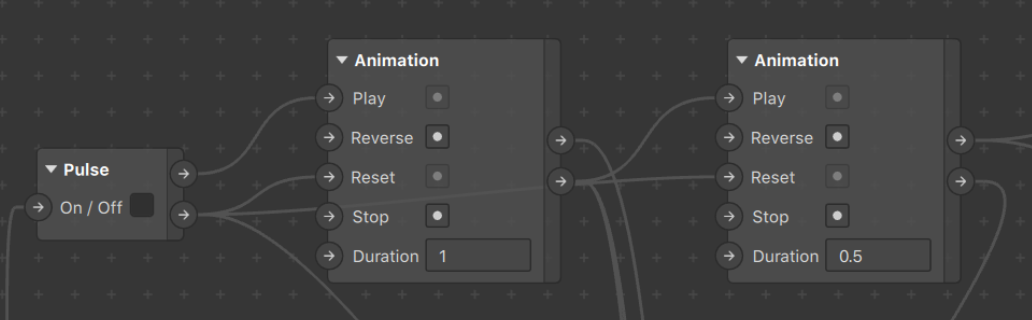 Pulse
On / Off
Animation
Play
Reverse
Reset
Stop
Duration 1
Animation
Play
Reverse
Reset
Stop
Duration 0.5